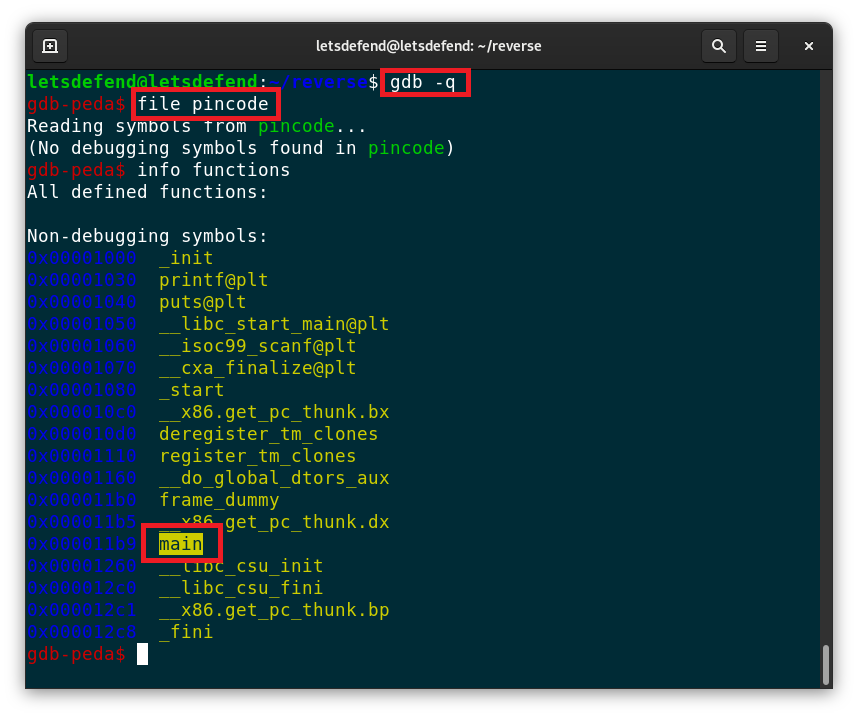 letsdefend@letsdefend: ~/reverse
letsdefend@letsdefend:~/reverse$ gdb -q
gdb-peda$ file pincode
Reading symbols from pincode...
(No debugging symbols found in pincode)
gdb-peda$ info functions
All defined functions:
Non-debugging symbols:
0x00001000  _init
0x00001030  printf@plt
0x00001040  puts@plt
0x00001050  __libc_start_main@plt
0x00001060  __isoc99_scanf@plt
0x00001070  __cxa_finalize@plt
0x00001080  _start
0x000010c0  __x86.get_pc_thunk.bx
0x000010d0  deregister_tm_clones
0x00001110  register_tm_clones
0x00001160  __do_global_dtors_aux
0x000011b0  frame_dummy
0x000011b5  __x86.get_pc_thunk.dx
0x000011b9  main
0x00001260  __libc_csu_init
0x000012c0  __libc_csu_fini
0x000012c1  __x86.get_pc_thunk.bp
0x000012c8  _fini
gdb-peda$